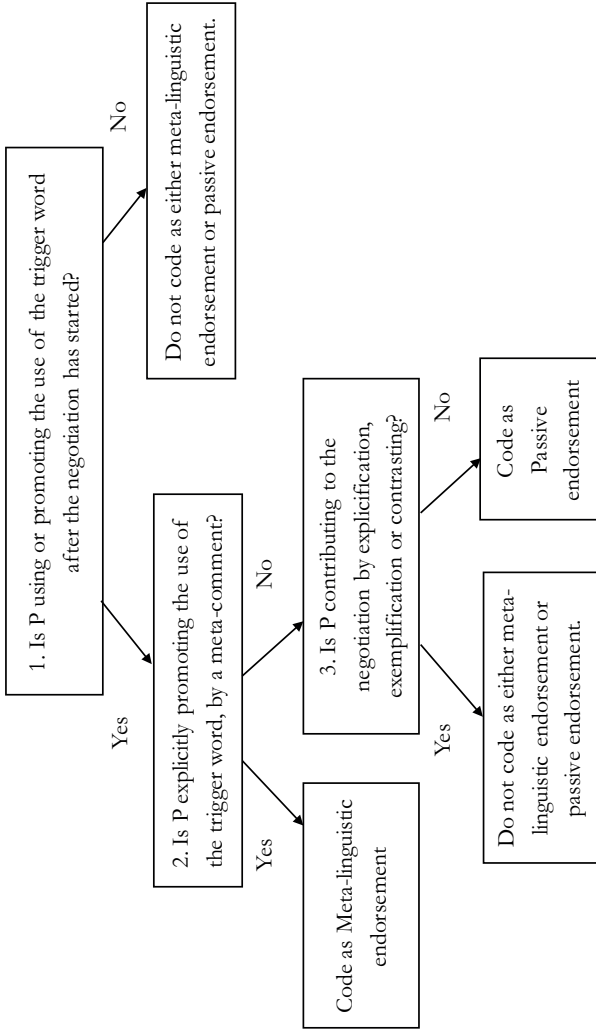 1. Is P using or promoting the use of the trigger word
after the negotiation has started?
Yes
No
2. Is P explicitly promoting the use of
the trigger word, by a meta-comment?
Do not code as either meta-linguistic
endorsement or passive endorsement.
Yes
No
Code as Meta-linguistic
endorsement
3. Is P contributing to the
negotiation by explicification,
exemplification or contrasting?
Yes
No
Do not code as either meta-
linguistic endorsement or
passive endorsement.
Code as
Passive
endorsement